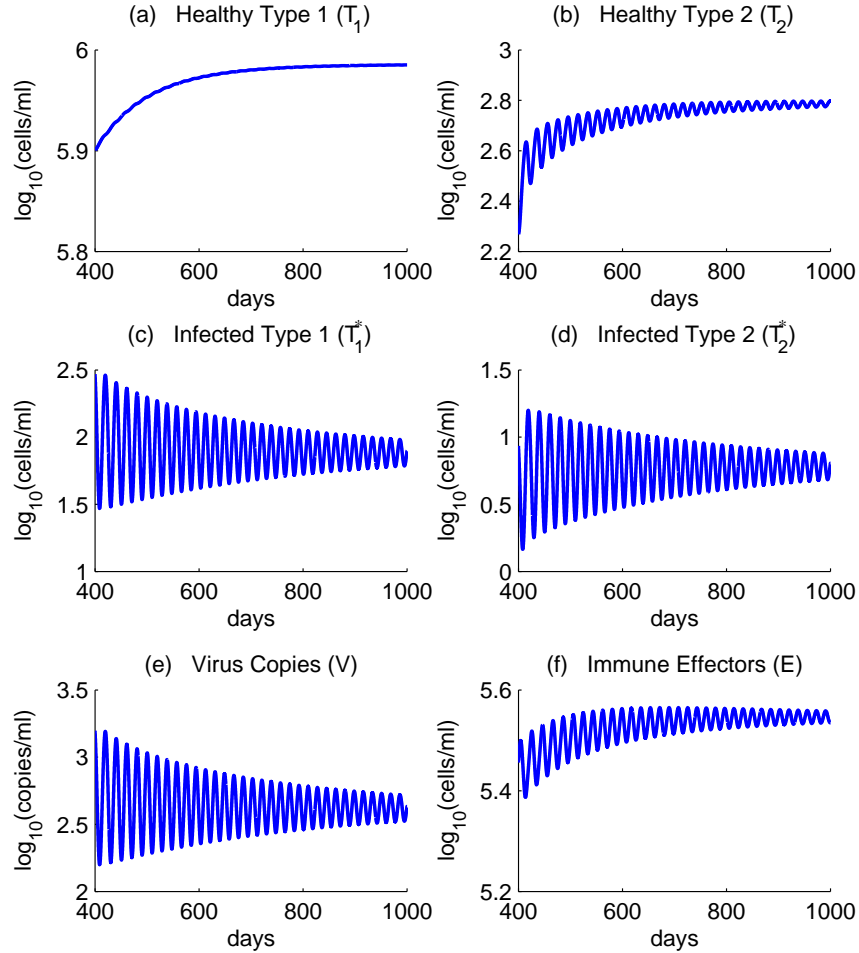 (a) Healthy Type 1 (T₁)
6
5.9
5.8
log₁₀(cells/ml)
400 600 800 1000
days
(b) Healthy Type 2 (T₂)
3
2.8
2.6
2.4
2.2
log₁₀(cells/ml)
400 600 800 1000
days
(c) Infected Type 1 (T₁*)
2.5
2
1.5
1
log₁₀(cells/ml)
400 600 800 1000
days
(d) Infected Type 2 (T₂*)
1.5
1
0.5
0
log₁₀(cells/ml)
400 600 800 1000
days
(e) Virus Copies (V)
3.5
3
2.5
2
log₁₀(copies/ml)
400 600 800 1000
days
(f) Immune Effectors (E)
5.6
5.4
5.2
log₁₀(cells/ml)
400 600 800 1000
days